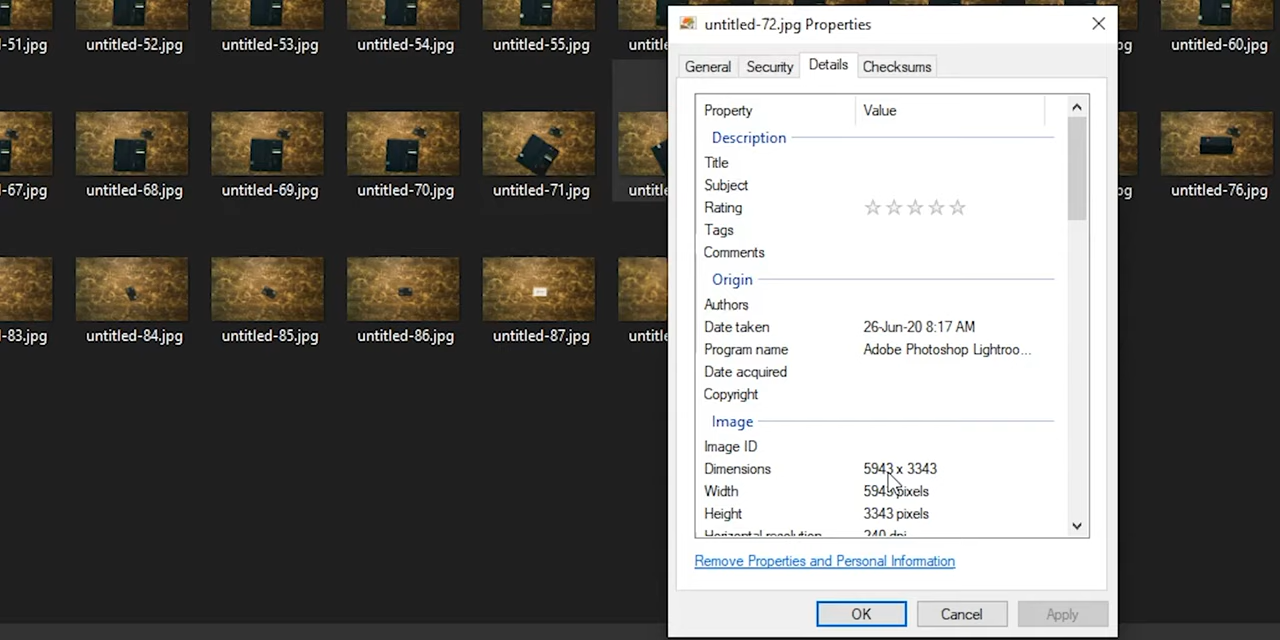 untitled-72.jpg Properties
General Security Details Checksums
Property Value
Description
Title
Subject
Rating
Tags
Comments
Origin
Authors
Date taken 26-Jun-20 8:17 AM
Program name Adobe Photoshop Lightroo...
Date acquired
Copyright
Image
Image ID
Dimensions 5943 x 3343
Width 5943 pixels
Height 3343 pixels
Horizontal resolution 240 dpi
Remove Properties and Personal Information
OK Cancel Apply
-51.jpg untitled-52.jpg untitled-53.jpg untitled-54.jpg untitled-55.jpg untitled-60.jpg
-67.jpg untitled-68.jpg untitled-69.jpg untitled-70.jpg untitled-71.jpg untitled-76.jpg
-83.jpg untitled-84.jpg untitled-85.jpg untitled-86.jpg untitled-87.jpg